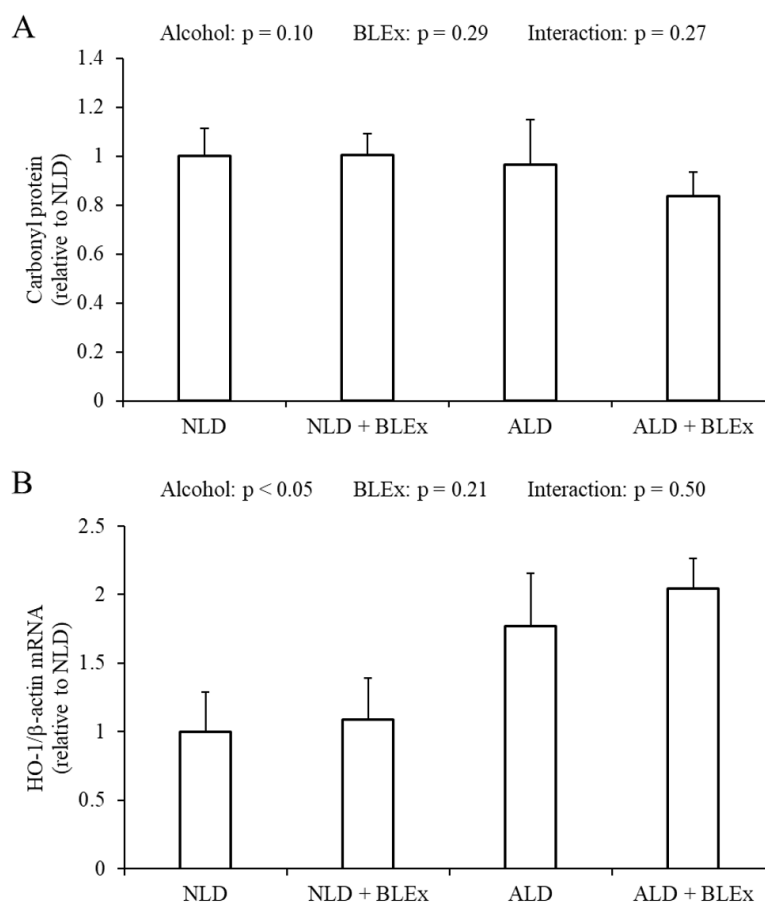 A
Alcohol: p = 0.10 BLEx: p = 0.29 Interaction: p = 0.27
1.4
1.2
1
0.8
0.6
0.4
0.2
0
Carbonyl protein
(relative to NLD)
NLD NLD + BLEx ALD ALD + BLEx
B
Alcohol: p < 0.05 BLEx: p = 0.21 Interaction: p = 0.50
2.5
2
1.5
1
0.5
0
HO-1/β-actin mRNA
(relative to NLD)
NLD NLD + BLEx ALD ALD + BLEx